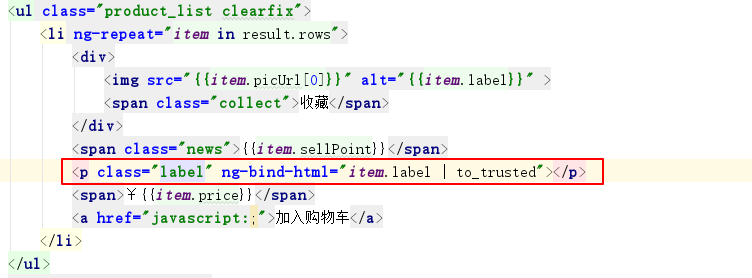 <ul class="product_list clearfix">
<li ng-repeat="item in result.rows">
<div>
<img src="{{item.picUrl[0]}}" alt="{{item.label}}" >
<span class="collect">收藏</span>
</div>
<span class="news">{{item.sellPoint}}</span>
<p class="label" ng-bind-html="item.label | to_trusted"></p>
<span>￥{{item.price}}</span>
<a href="javascript:;">加入购物车</a>
</li>
</ul>